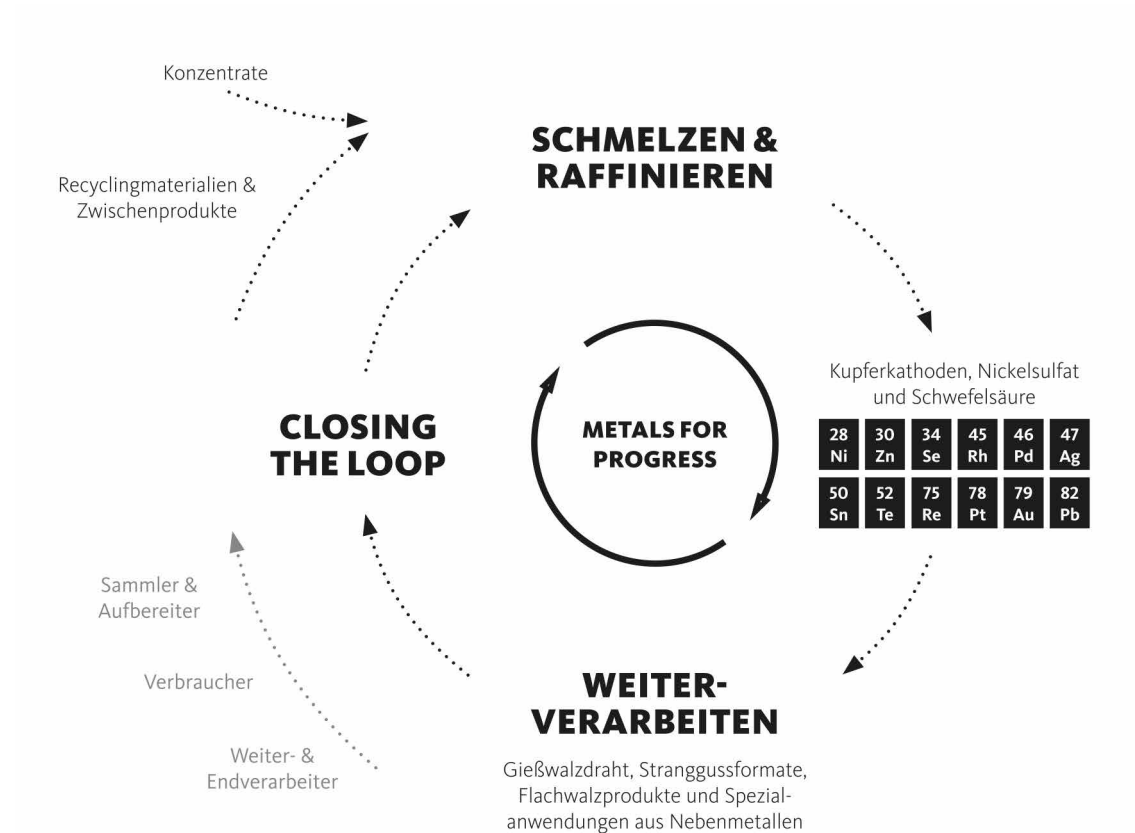 Konzentrate
SCHMELZEN &
RAFFINIEREN
Recyclingmaterialien &
Zwischenprodukte
Kupferkathoden, Nickelsulfat
und Schwefelsäure
28 30 34 45 46 47
Ni Zn Se Rh Pd Ag
50 52 75 78 79 82
Sn Te Re Pt Au Pb
CLOSING
THE LOOP
METALS FOR
PROGRESS
Sammler &
Aufbereiter
Verbraucher
Weiter- &
Endverarbeiter
WEITER-
VERARBEITEN
Gießwalzdraht, Stranggussformate,
Flachwalzprodukte und Spezial-
anwendungen aus Nebenmetallen